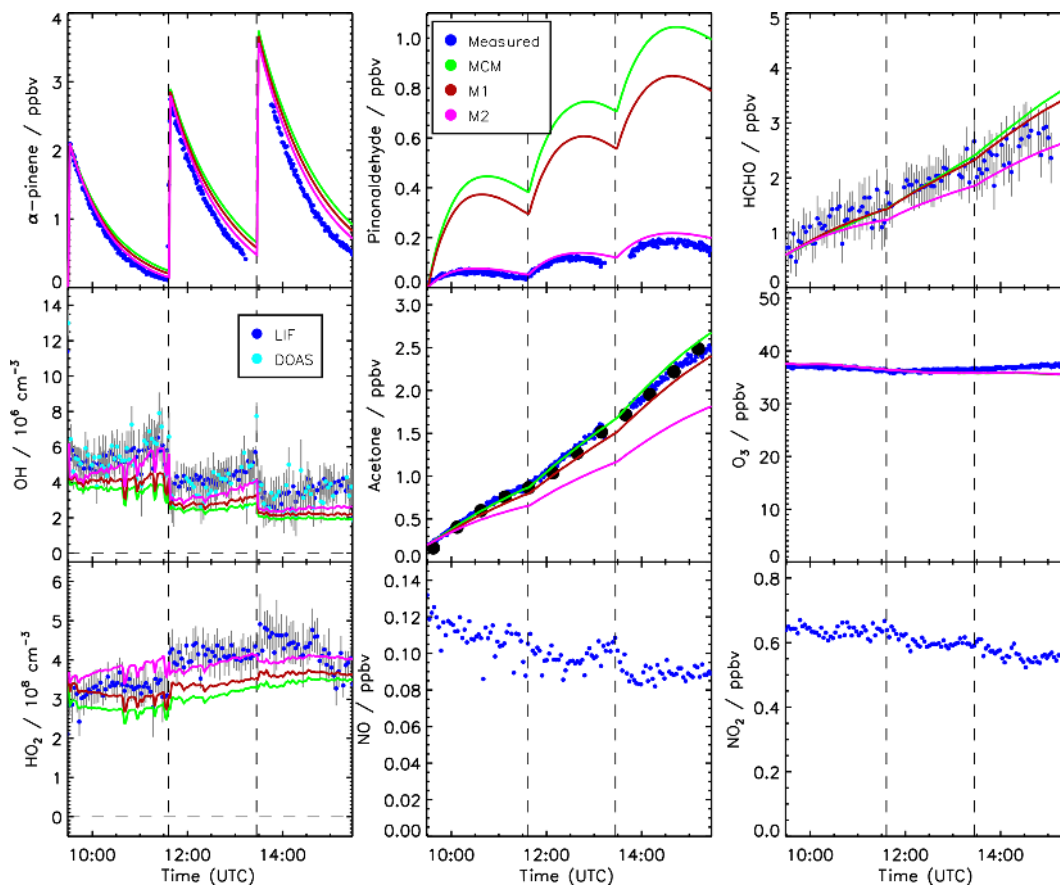 α-pinene / ppbv
4
3
2
1
0
Pinonaldehyde / ppbv
1.0
0.8
0.6
0.4
0.2
0.0
Measured
MCM
M1
M2
HCHO / ppbv
5
4
3
2
1
0
OH / 10⁶ cm⁻³
14
12
10
8
6
4
2
0
LIF
DOAS
Acetone / ppbv
3.0
2.5
2.0
1.5
1.0
0.5
0.0
O₃ / ppbv
50
40
30
20
10
0
HO₂ / 10⁸ cm⁻³
6
5
4
3
2
1
0
10:00 12:00 14:00
Time (UTC)
NO / ppbv
0.14
0.12
0.10
0.08
0.06
0.04
0.02
0.00
10:00 12:00 14:00
Time (UTC)
NO₂ / ppbv
0.8
0.6
0.4
0.2
0.0
10:00 12:00 14:00
Time (UTC)